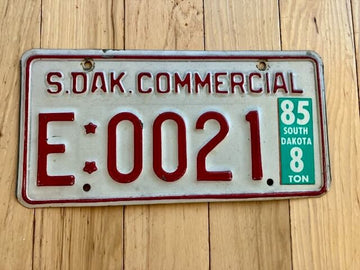 S.DAK.COMMERCIAL
E:0021.
85
SOUTH
DAKOTA
8
TON